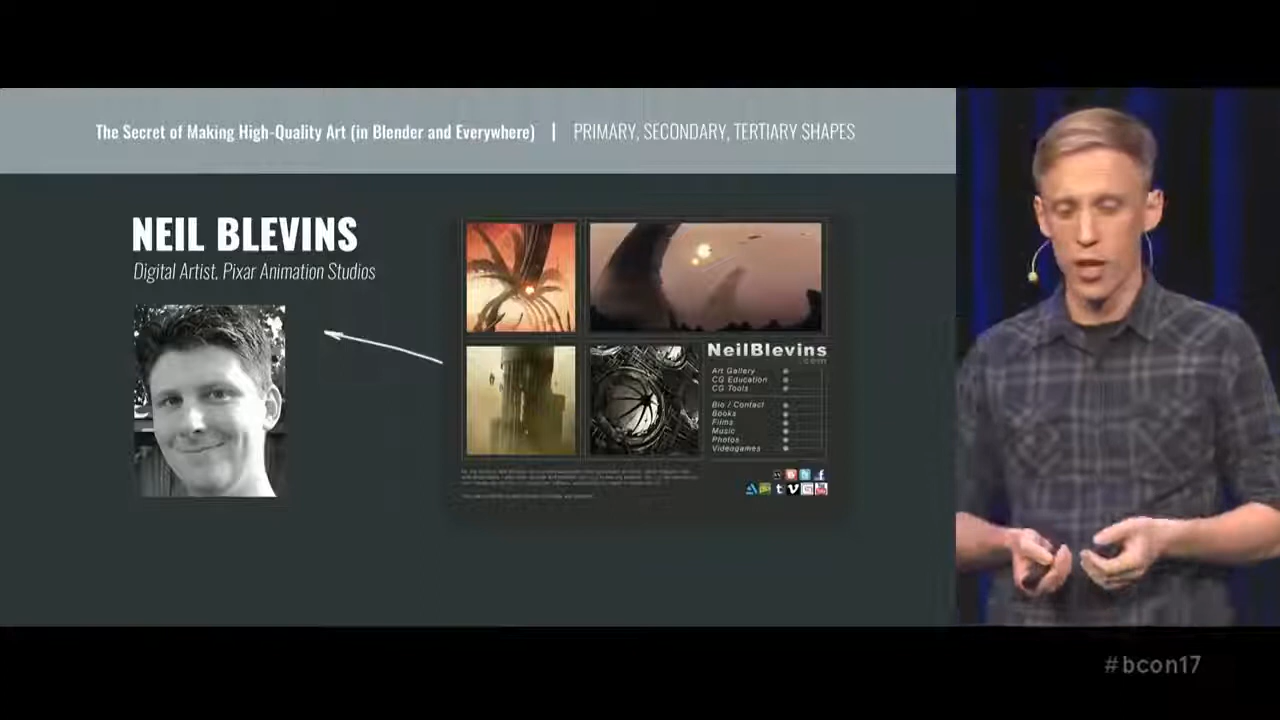 The Secret of Making High-Quality Art (in Blender and Everywhere) | PRIMARY, SECONDARY, TERTIARY SHAPES
NEIL BLEVINS
Digital Artist, Pixar Animation Studios
NeilBlevins
.com
Art Gallery
CG Education
CG Tools
Bio / Contact
Books
Films
Music
Photos
Videogames
#bcon17